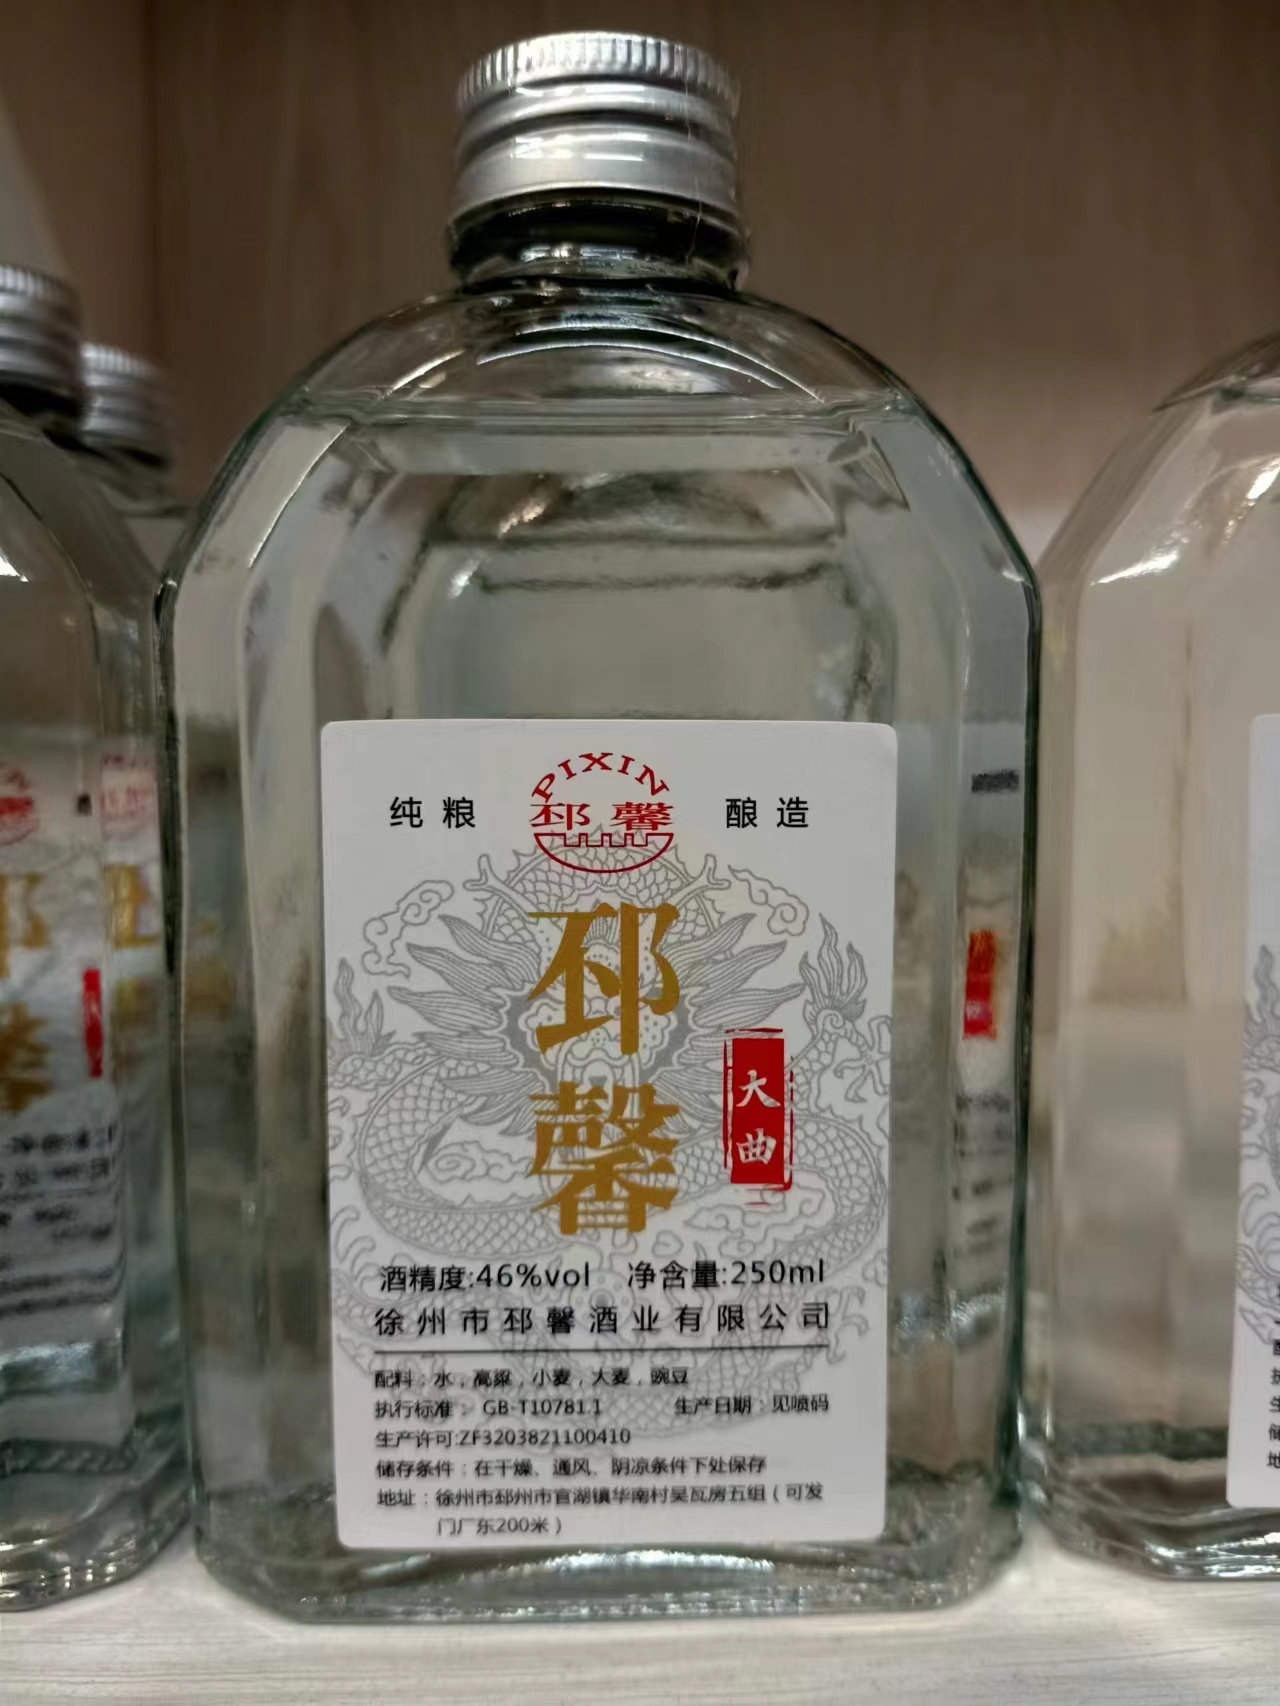 PIXIN
纯粮 邳馨 酿造
邳馨
大曲
酒精度:46%vol 净含量:250ml
徐州市邳馨酒业有限公司
配料：水，高粱，小麦，大麦，豌豆
执行标准：GB-T10781.1 生产日期：见喷码
生产许可:ZF3203821100410
储存条件：在干燥、通风、阴凉条件下处保存
地址：徐州市邳州市官湖镇华南村吴瓦房五组（可发
门厂东200米）